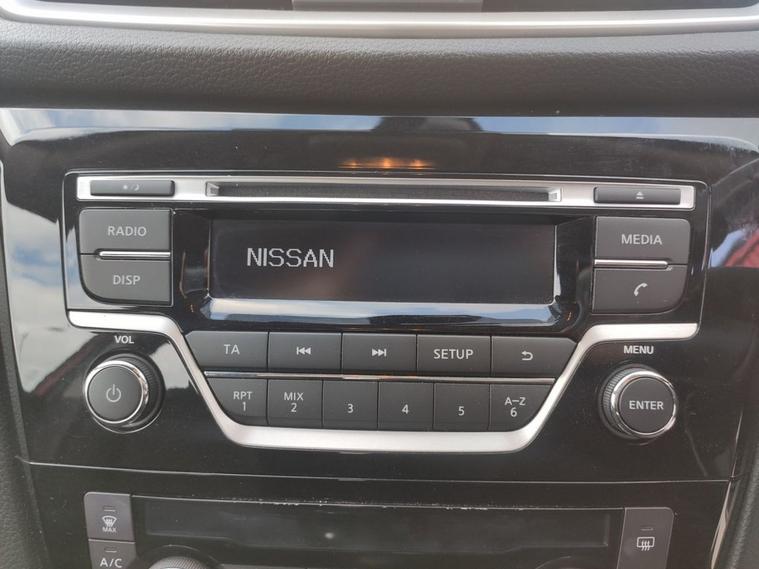 RADIO
DISP
NISSAN
MEDIA
VOL
TA
SETUP
MENU
RPT
1
MIX
2
3
4
5
A–Z
6
ENTER
MAX
A/C